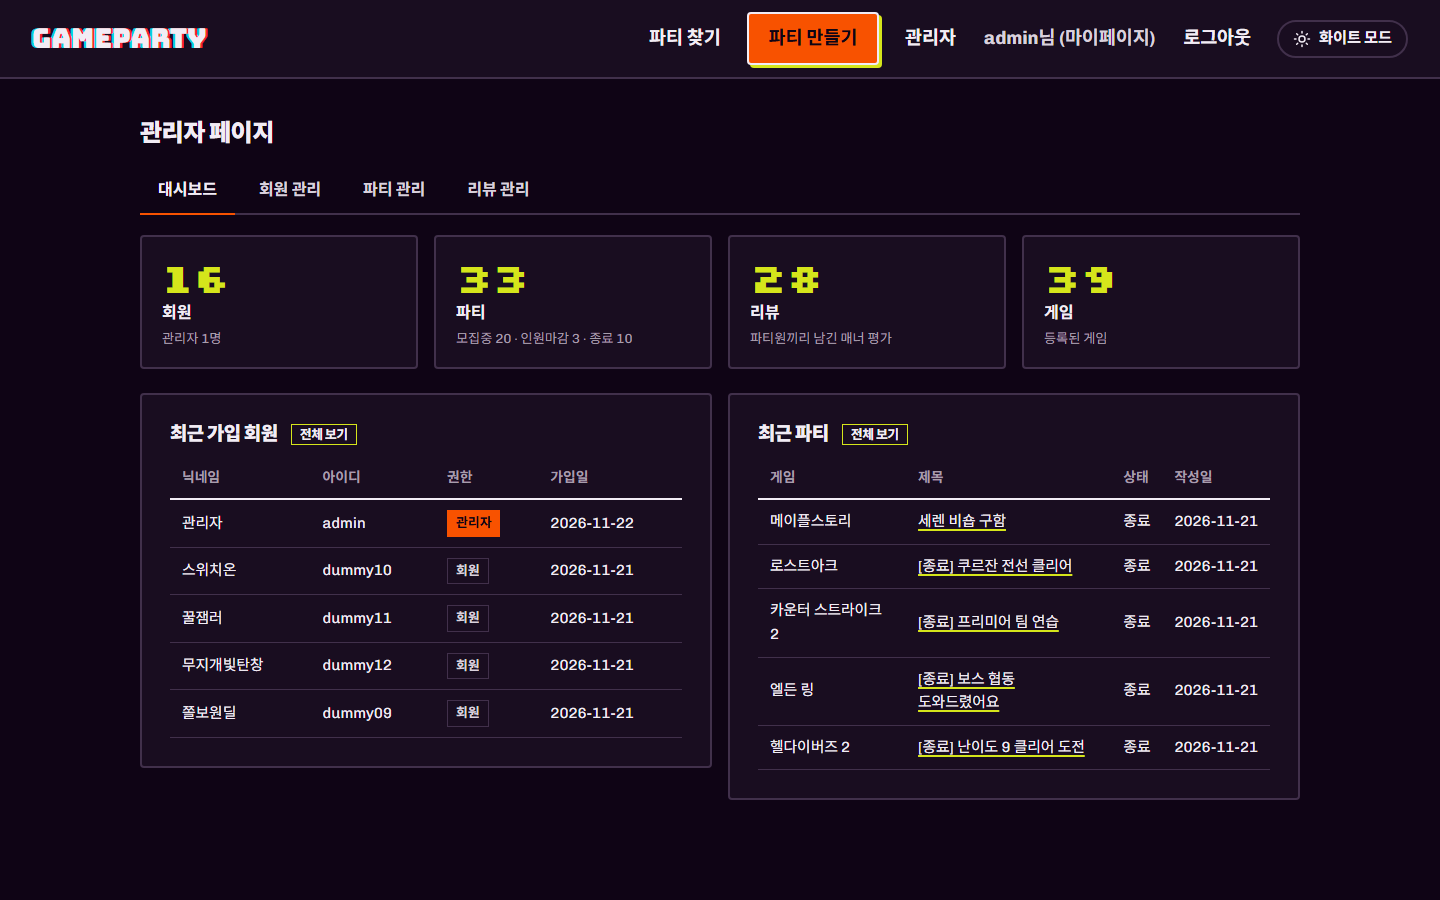 GAMEPARTY
파티 찾기
파티 만들기
관리자
admin님 (마이페이지)
로그아웃
화이트 모드
관리자 페이지
대시보드
회원 관리
파티 관리
리뷰 관리
16
회원
관리자 1명
33
파티
모집중 20 · 인원마감 3 · 종료 10
28
리뷰
파티원끼리 남긴 매너 평가
39
게임
등록된 게임
최근 가입 회원 전체 보기
닉네임 아이디 권한 가입일
관리자 admin 관리자 2026-11-22
스위치온 dummy10 회원 2026-11-21
꿀잼러 dummy11 회원 2026-11-21
무지개빛탄창 dummy12 회원 2026-11-21
쫄보원딜 dummy09 회원 2026-11-21
최근 파티 전체 보기
게임 제목 상태 작성일
메이플스토리 세렌 비숍 구함 종료 2026-11-21
로스트아크 [종료] 쿠르잔 전선 클리어 종료 2026-11-21
카운터 스트라이크
2
[종료] 프리미어 팀 연습 종료 2026-11-21
엘든 링
[종료] 보스 협동
도와드렸어요
종료 2026-11-21
헬다이버즈 2 [종료] 난이도 9 클리어 도전 종료 2026-11-21